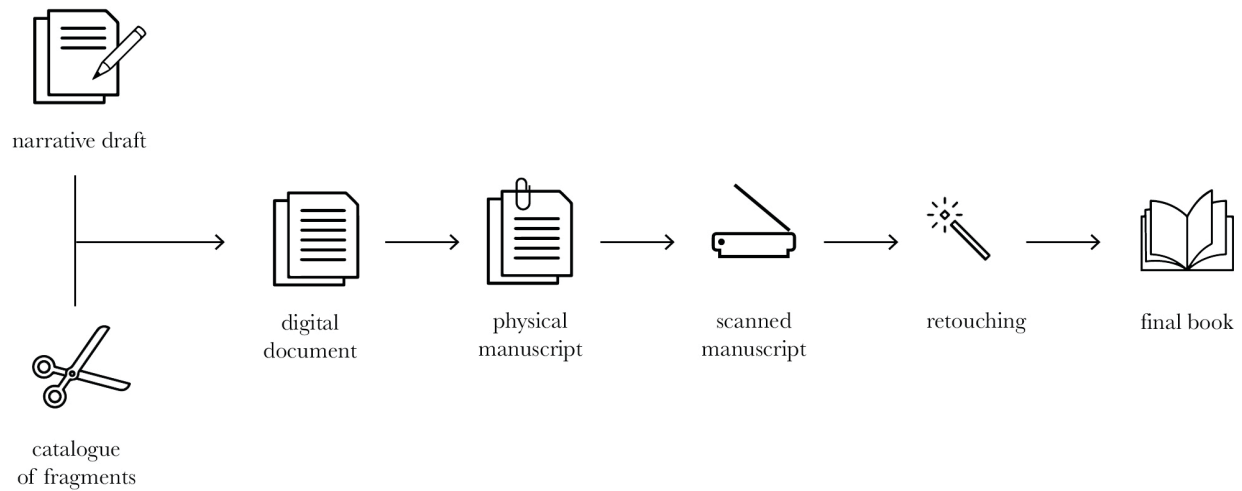 narrative draft
digital
document
physical
manuscript
scanned
manuscript
retouching
final book
catalogue
of fragments